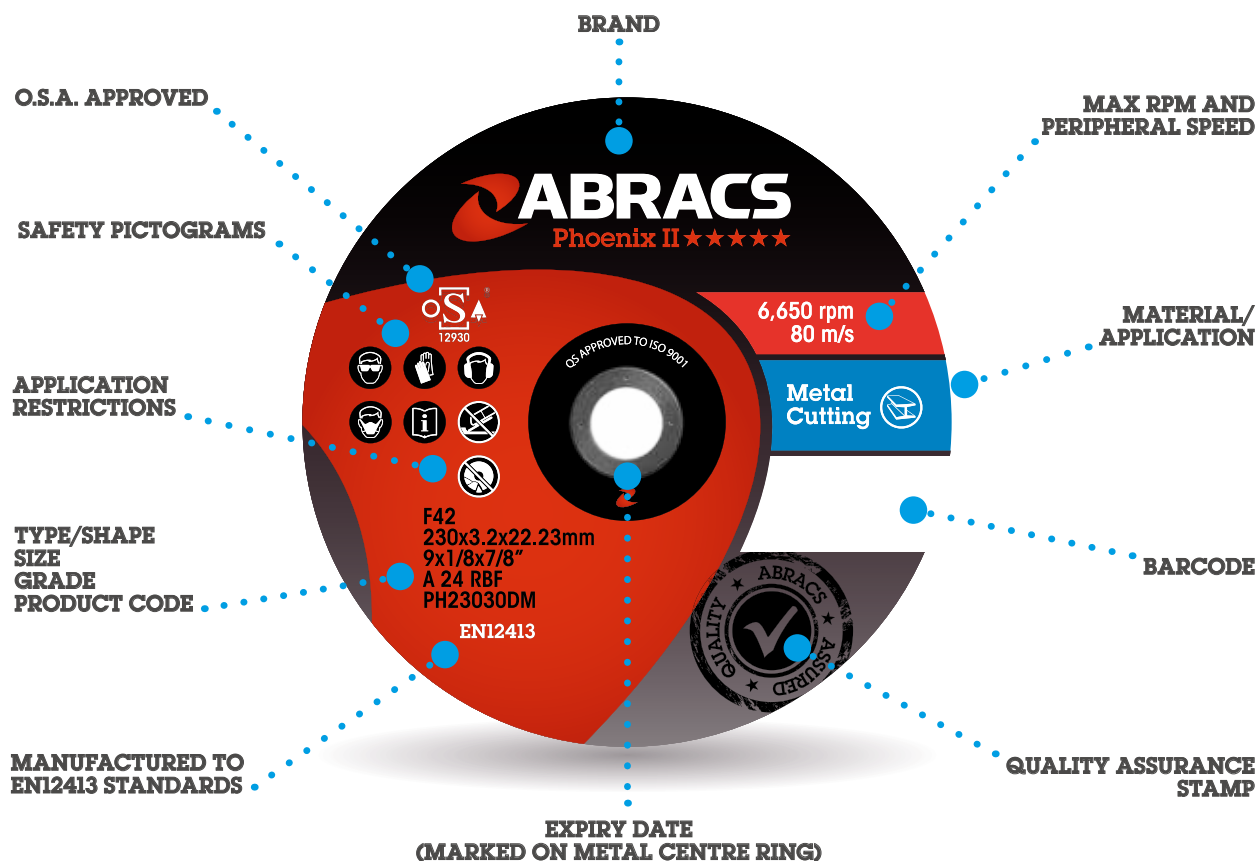 BRAND
O.S.A. APPROVED
MAX RPM AND
PERIPHERAL SPEED
ABRACS
Phoenix II ★★★★★
SAFETY PICTOGRAMS
O S A ®
12930
6,650 rpm
80 m/s
MATERIAL/
APPLICATION
QS APPROVED TO ISO 9001
APPLICATION
RESTRICTIONS
i
Metal
Cutting
TYPE/SHAPE
SIZE
GRADE
PRODUCT CODE
F42
230x3.2x22.23mm
9x1/8x7/8”
A 24 RBF
PH23030DM
EN12413
BARCODE
ABRACS ★ ASSURED ★ QUALITY ★
MANUFACTURED TO
EN12413 STANDARDS
QUALITY ASSURANCE
STAMP
EXPIRY DATE
(MARKED ON METAL CENTRE RING)